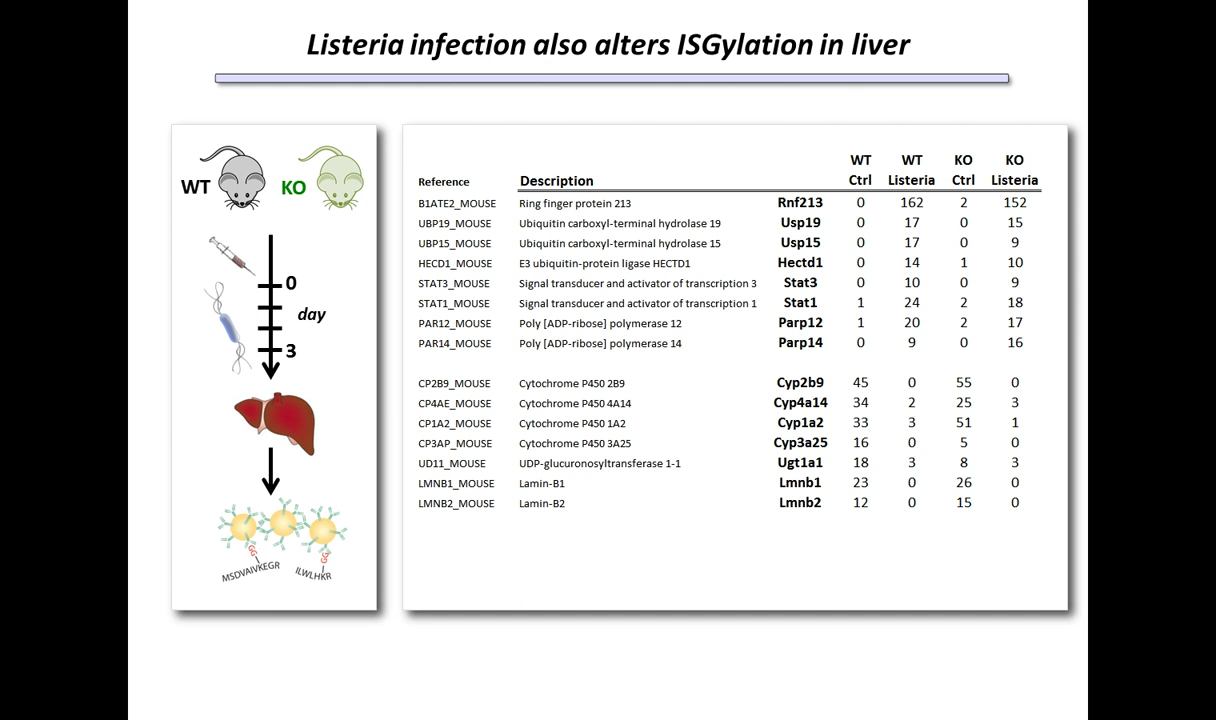 Listeria infection also alters ISGylation in liver
WT KO
0
day
3
GG GG
MSDVAIVKEGR ILWLHKR
WT WT KO KO
Reference Description Ctrl Listeria Ctrl Listeria
B1ATE2_MOUSE Ring finger protein 213 Rnf213 0 162 2 152
UBP19_MOUSE Ubiquitin carboxyl-terminal hydrolase 19 Usp19 0 17 0 15
UBP15_MOUSE Ubiquitin carboxyl-terminal hydrolase 15 Usp15 0 17 0 9
HECD1_MOUSE E3 ubiquitin-protein ligase HECTD1 Hectd1 0 14 1 10
STAT3_MOUSE Signal transducer and activator of transcription 3 Stat3 0 10 0 9
STAT1_MOUSE Signal transducer and activator of transcription 1 Stat1 1 24 2 18
PAR12_MOUSE Poly [ADP-ribose] polymerase 12 Parp12 1 20 2 17
PAR14_MOUSE Poly [ADP-ribose] polymerase 14 Parp14 0 9 0 16
CP2B9_MOUSE Cytochrome P450 2B9 Cyp2b9 45 0 55 0
CP4AE_MOUSE Cytochrome P450 4A14 Cyp4a14 34 2 25 3
CP1A2_MOUSE Cytochrome P450 1A2 Cyp1a2 33 3 51 1
CP3AP_MOUSE Cytochrome P450 3A25 Cyp3a25 16 0 5 0
UD11_MOUSE UDP-glucuronosyltransferase 1-1 Ugt1a1 18 3 8 3
LMNB1_MOUSE Lamin-B1 Lmnb1 23 0 26 0
LMNB2_MOUSE Lamin-B2 Lmnb2 12 0 15 0